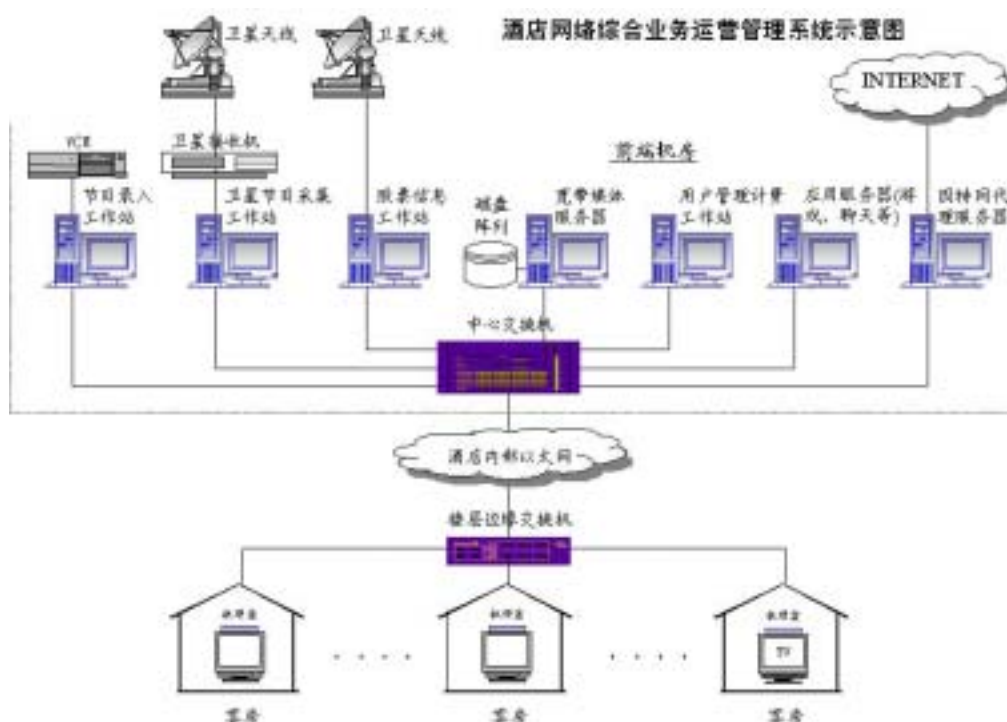 酒店网络综合业务运营管理系统示意图
卫星天线
卫星天线
INTERNET
VCR
卫星接收机
前端机房
节目录入
工作站
卫星节目采集
工作站
股票信息
工作站
磁盘
阵列
宽带媒体
服务器
用户管理计费
工作站
应用服务器(游
戏，聊天等)
因特网代
理服务器
中心交换机
酒店内部以太网
楼层边缘交换机
机顶盒
机顶盒
机顶盒
TV
客房
客房
客房